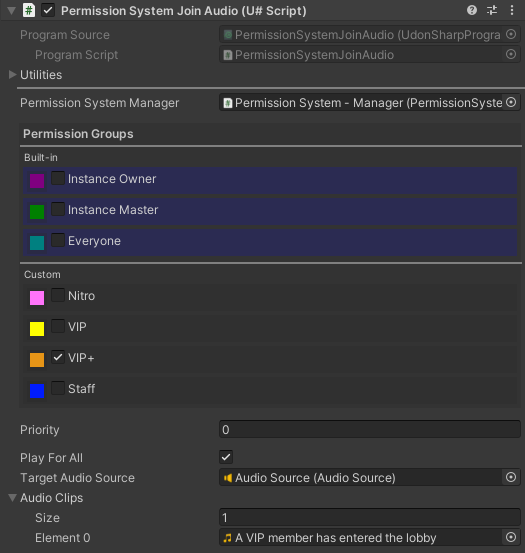 Permission System Join Audio (U# Script)
Program Source PermissionSystemJoinAudio (UdonSharpProgra
Program Script PermissionSystemJoinAudio
Utilities
Permission System Manager Permission System - Manager (PermissionSyste
Permission Groups
Built-in
Instance Owner
Instance Master
Everyone
Custom
Nitro
VIP
VIP+
Staff
Priority 0
Play For All
Target Audio Source Audio Source (Audio Source)
Audio Clips
Size 1
Element 0 A VIP member has entered the lobby